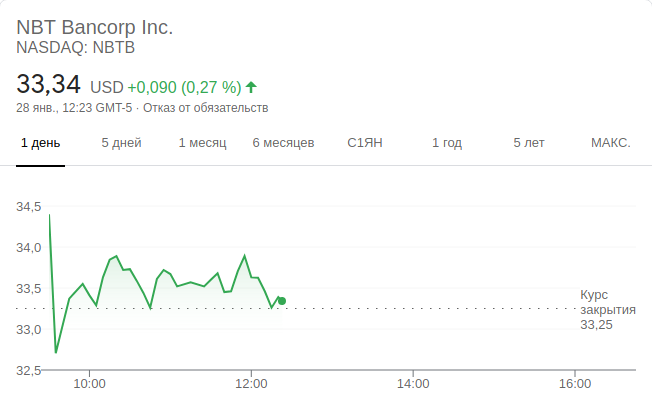 NBT Bancorp Inc.
NASDAQ: NBTB
33,34 USD +0,090 (0,27 %)
28 янв., 12:23 GMT-5 · Отказ от обязательств
1 день 5 дней 1 месяц 6 месяцев С1ЯН 1 год 5 лет МАКС.
34,5
34,0
33,5
Курс
закрытия
33,25
33,0
32,5
10:00 12:00 14:00 16:00